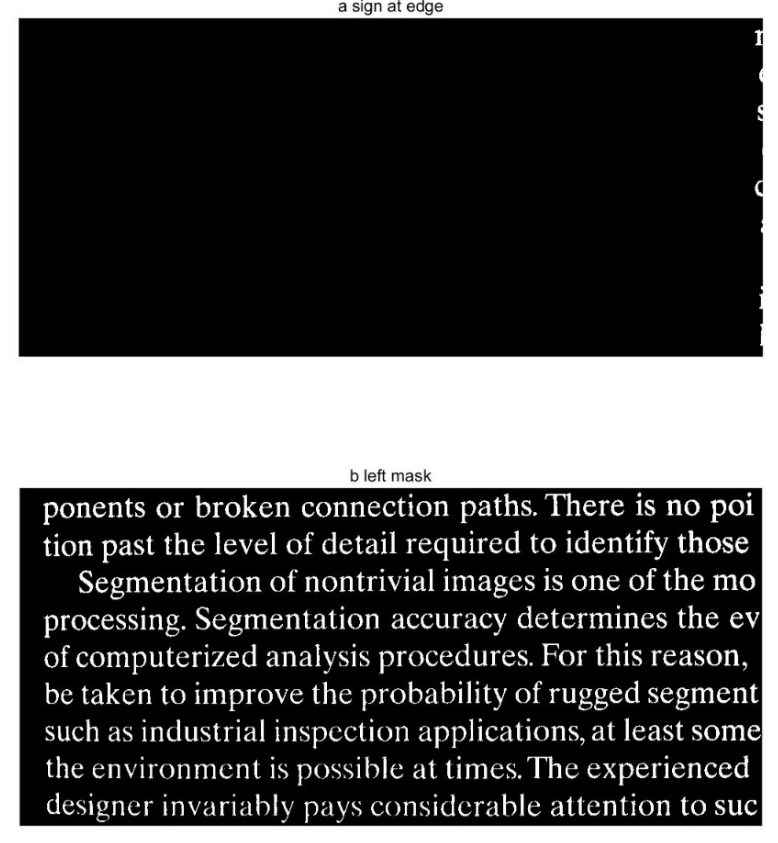 a sign at edge
b left mask
ponents or broken connection paths. There is no poi
tion past the level of detail required to identify those
Segmentation of nontrivial images is one of the mo
processing. Segmentation accuracy determines the ev
of computerized analysis procedures. For this reason,
be taken to improve the probability of rugged segment
such as industrial inspection applications, at least some
the environment is possible at times. The experienced
designer invariably pays considerable attention to suc